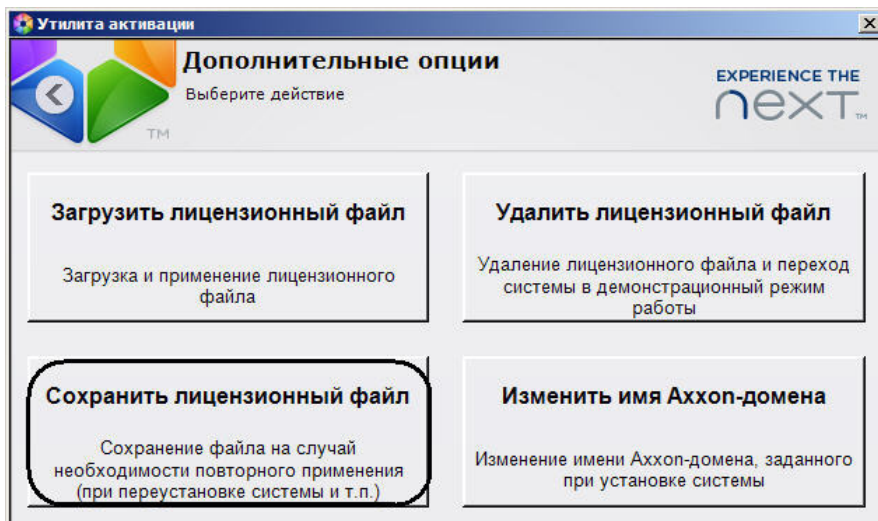 Утилита активации
Дополнительные опции
Выберите действие
EXPERIENCE THE
next TM
TM
Загрузить лицензионный файл
Загрузка и применение лицензионного
файла
Удалить лицензионный файл
Удаление лицензионного файла и переход
системы в демонстрационный режим
работы
Сохранить лицензионный файл
Сохранение файла на случай
необходимости повторного применения
(при переустановке системы и т.п.)
Изменить имя Axxon-домена
Изменение имени Axxon-домена, заданного
при установке системы